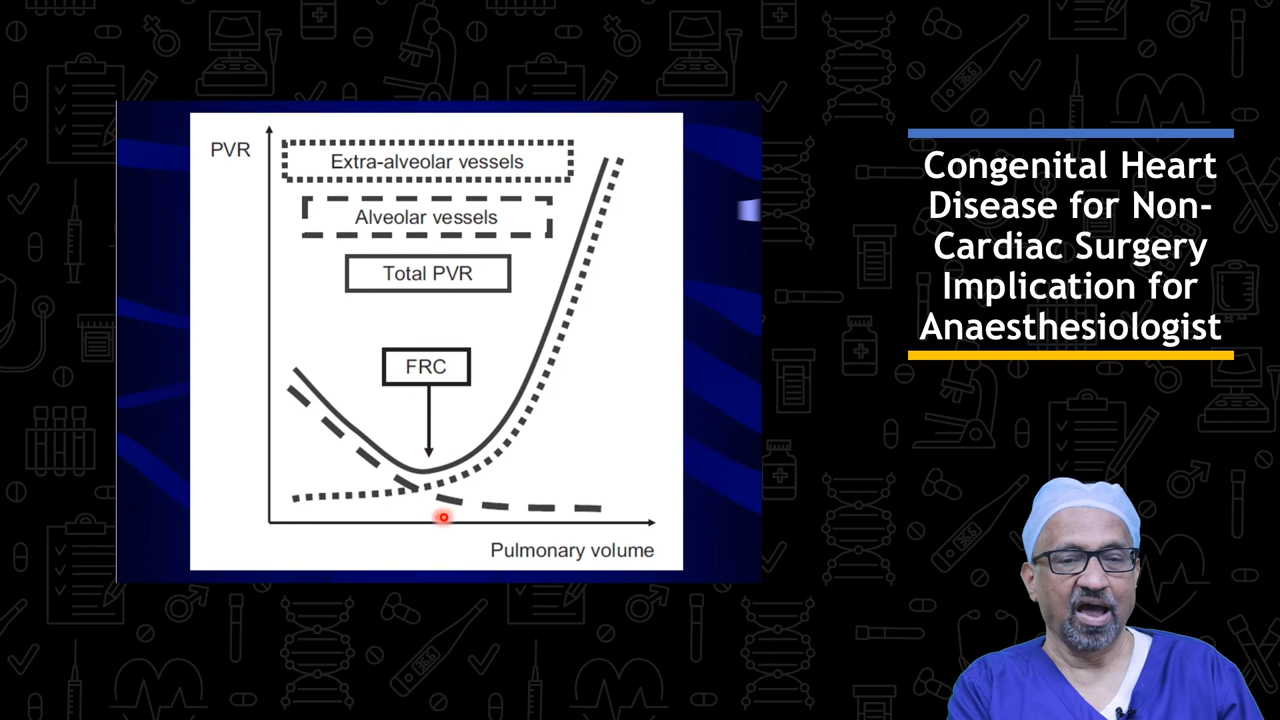 PVR
Extra-alveolar vessels
Alveolar vessels
Total PVR
FRC
Pulmonary volume
Congenital Heart
Disease for Non-
Cardiac Surgery
Implication for
Anaesthesiologist